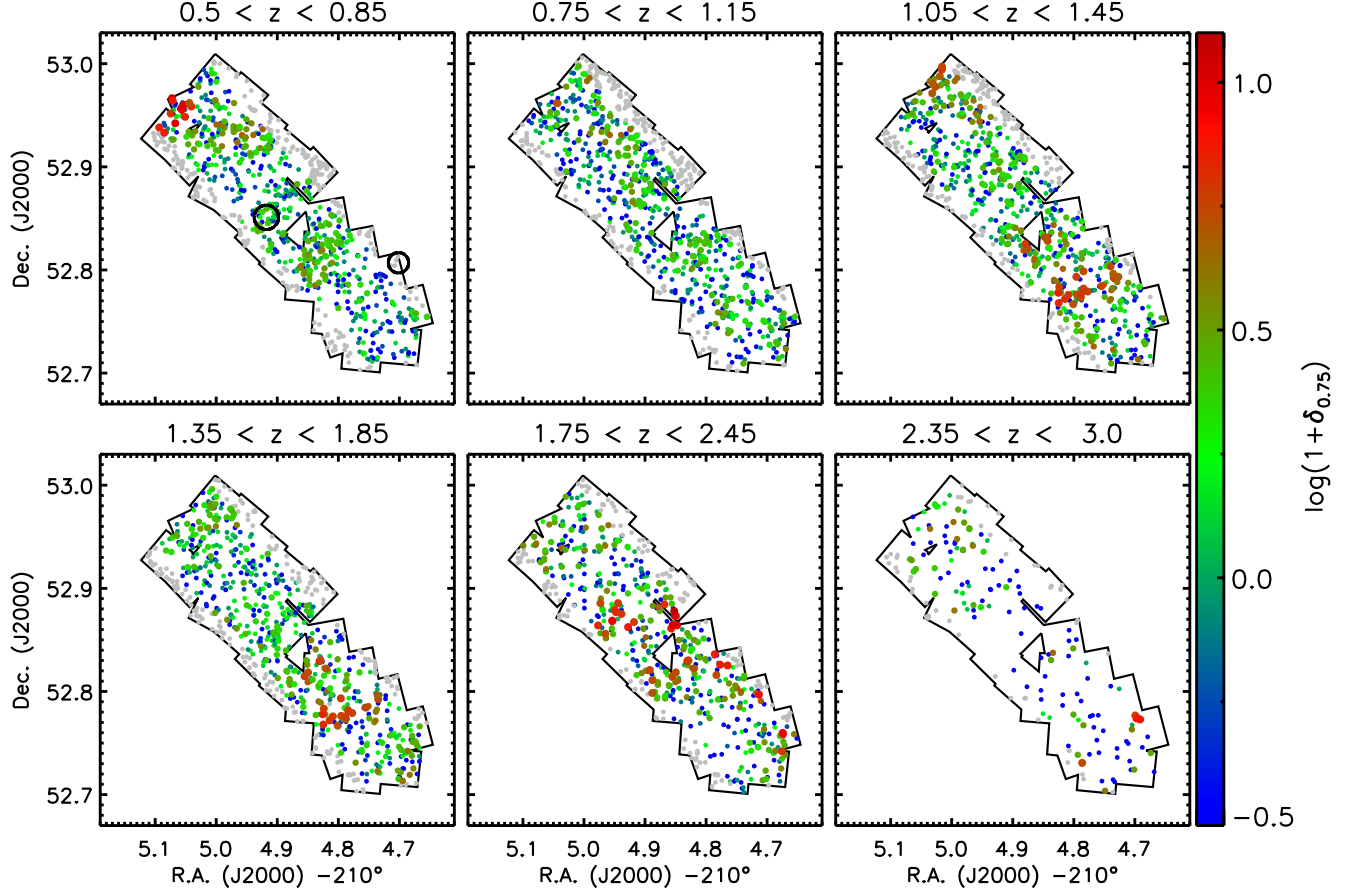 0.5 < z < 0.85
0.75 < z < 1.15
1.05 < z < 1.45
53.0
52.9
52.8
52.7
Dec. (J2000)
1.35 < z < 1.85
1.75 < z < 2.45
2.35 < z < 3.0
53.0
52.9
52.8
52.7
Dec. (J2000)
5.1 5.0 4.9 4.8 4.7
5.1 5.0 4.9 4.8 4.7
5.1 5.0 4.9 4.8 4.7
R.A. (J2000) −210°
R.A. (J2000) −210°
R.A. (J2000) −210°
1.0
0.5
0.0
−0.5
log(1+δ0.75)